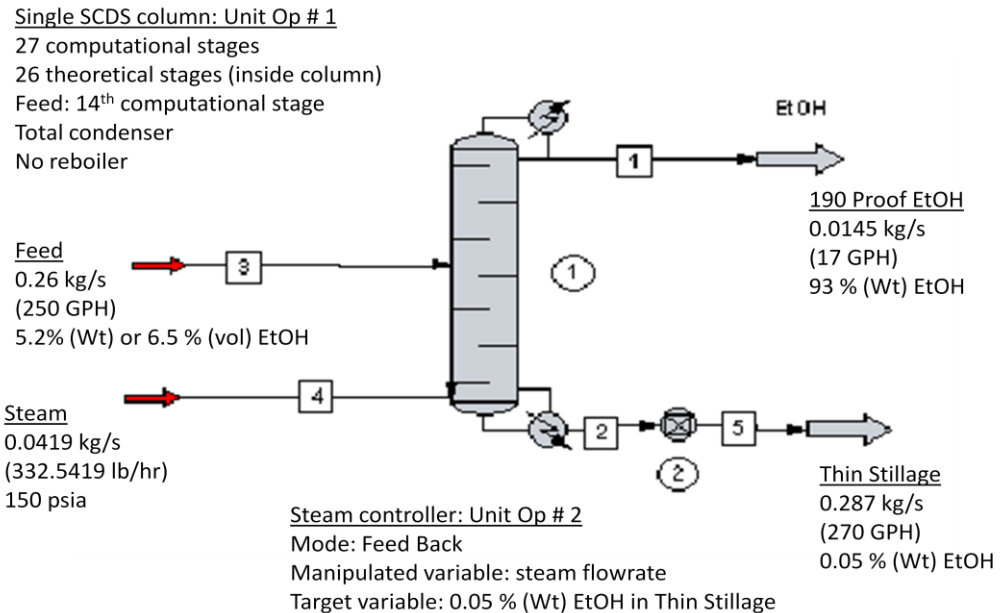 Single SCDS column: Unit Op # 1
27 computational stages
26 theoretical stages (inside column)
Feed: 14th computational stage
Total condenser
No reboiler
EtOH
1
190 Proof EtOH
0.0145 kg/s
(17 GPH)
93 % (Wt) EtOH
Feed
0.26 kg/s
(250 GPH)
5.2% (Wt) or 6.5 % (vol) EtOH
3
1
4
Steam
0.0419 kg/s
(332.5419 lb/hr)
150 psia
2
5
2
Thin Stillage
0.287 kg/s
(270 GPH)
0.05 % (Wt) EtOH
Steam controller: Unit Op # 2
Mode: Feed Back
Manipulated variable: steam flowrate
Target variable: 0.05 % (Wt) EtOH in Thin Stillage